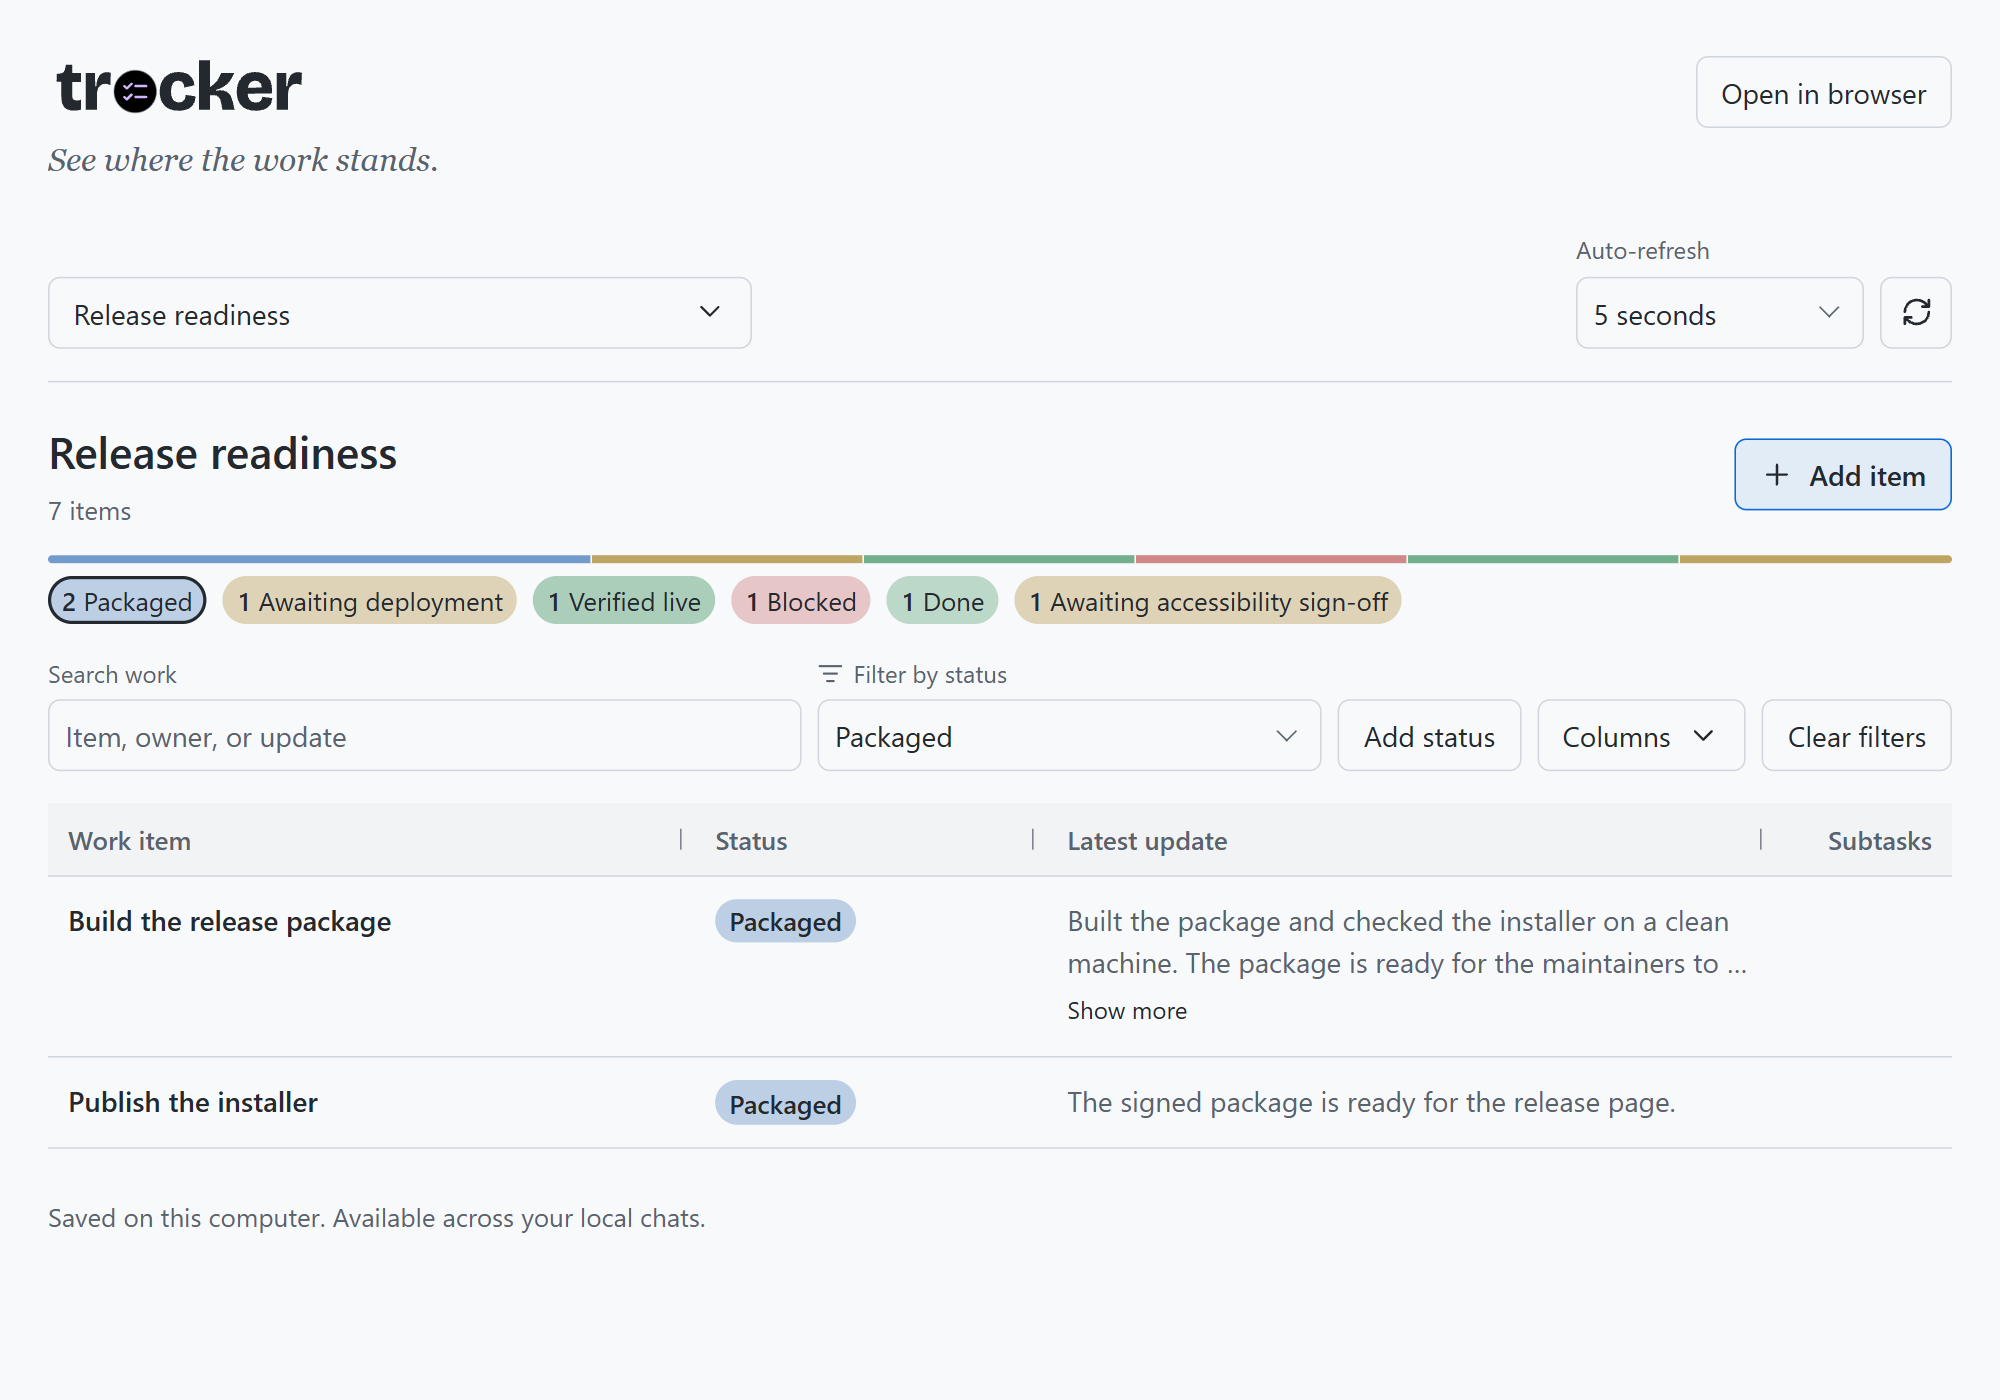 trocker
Open in browser
See where the work stands.
Auto-refresh
Release readiness
5 seconds
Release readiness
Add item
7 items
2 Packaged
1 Awaiting deployment
1 Verified live
1 Blocked
1 Done
1 Awaiting accessibility sign-off
Search work
Filter by status
Item, owner, or update
Packaged
Add status
Columns
Clear filters
Work item
Status
Latest update
Subtasks
Build the release package
Packaged
Built the package and checked the installer on a clean
machine. The package is ready for the maintainers to ...
Show more
Publish the installer
Packaged
The signed package is ready for the release page.
Saved on this computer. Available across your local chats.